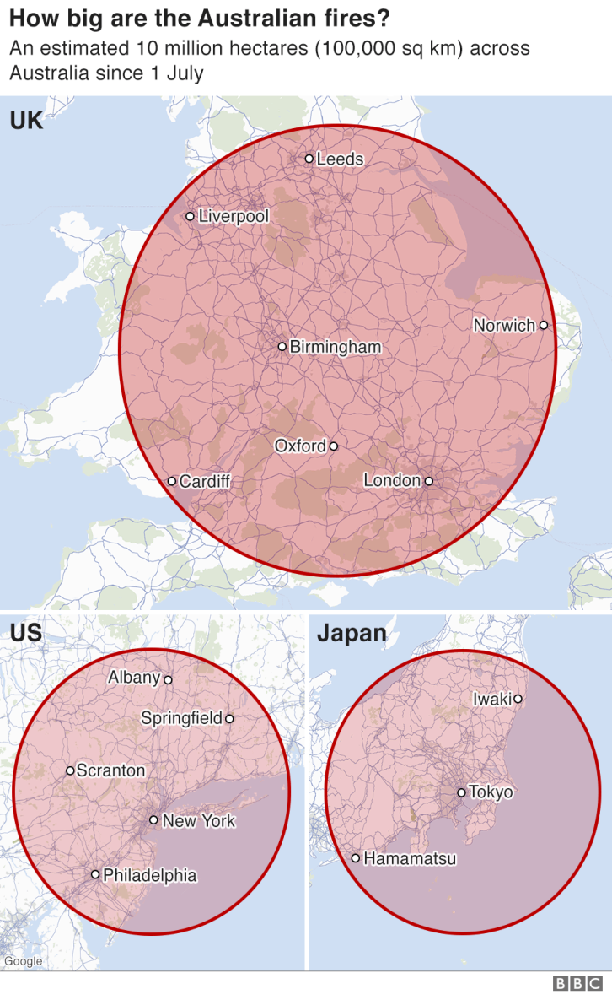 How big are the Australian fires?
An estimated 10 million hectares (100,000 sq km) across
Australia since 1 July
UK
Leeds
Liverpool
Norwich
Birmingham
Oxford
Cardiff
London
US
Albany
Springfield
Scranton
New York
Philadelphia
Google
Japan
Iwaki
Tokyo
Hamamatsu
BBC